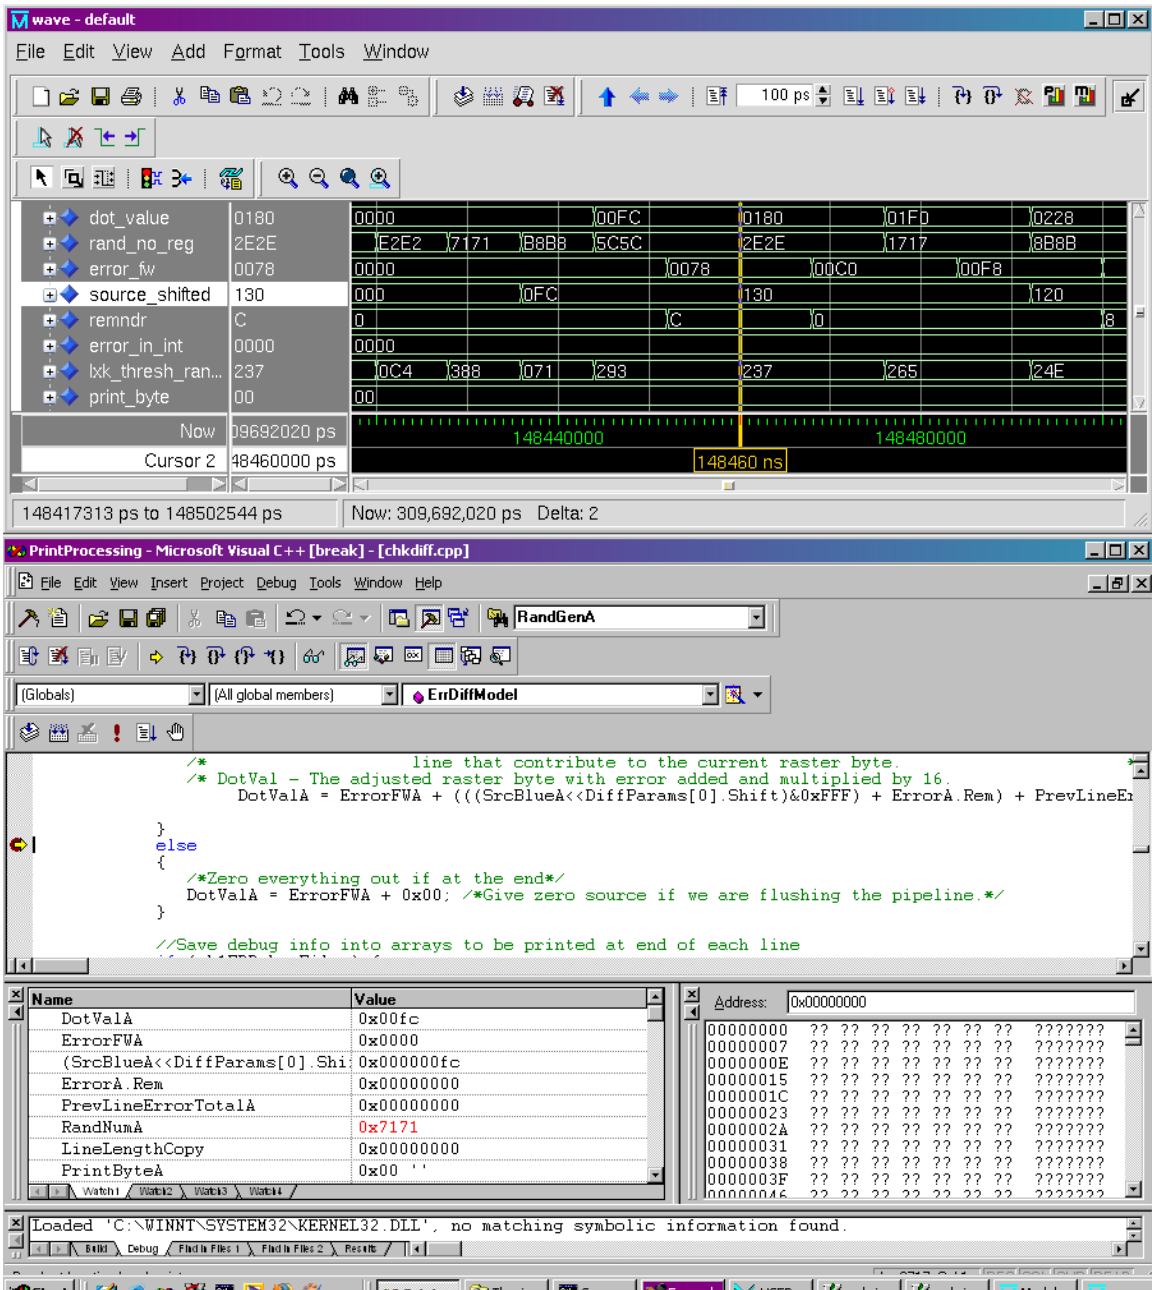 wave - default
File Edit View Add Format Tools Window
100 ps
dot_value 0180 0000 00FC 0180 01FD 0228
rand_no_reg 2E2E E2E2 7171 B8B8 5C5C 2E2E 1717 8B8B
error_fw 0078 0000 0078 00C0 00F8
source_shifted 130 000 0FC 130 120
remndr C 0 C 0 8
error_in_int 0000 0000
lxk_thresh_ran... 237 0C4 388 071 293 237 265 24E
print_byte 00 00
Now 09692020 ps 148440000 148480000
Cursor 2 48460000 ps 148460 ns
148417313 ps to 148502544 ps Now: 309,692,020 ps Delta: 2
PrintProcessing - Microsoft Visual C++ [break] - [chkdiff.cpp]
File Edit View Insert Project Debug Tools Window Help
RandGenA
(Globals) (All global members) ErrDiffModel
/* line that contribute to the current raster byte. *
/* DotVal - The adjusted raster byte with error added and multiplied by 16.
DotValA = ErrorFWA + (((SrcBlueA<<DiffParams[0].Shift)&0xFFF) + ErrorA.Rem) + PrevLineEr
}
else
{
/*Zero everything out if at the end*/
DotValA = ErrorFWA + 0x00; /*Give zero source if we are flushing the pipeline.*/
}
//Save debug info into arrays to be printed at end of each line
Name Value
DotValA 0x00fc
ErrorFWA 0x0000
(SrcBlueA<<DiffParams[0].Shi 0x000000fc
ErrorA.Rem 0x00000000
PrevLineErrorTotalA 0x00000000
RandNumA 0x7171
LineLengthCopy 0x00000000
PrintByteA 0x00 ''
Watch1 Watch2 Watch3 Watch4
Address: 0x00000000
00000000 ?? ?? ?? ?? ?? ?? ?? ???????
00000007 ?? ?? ?? ?? ?? ?? ?? ???????
0000000E ?? ?? ?? ?? ?? ?? ?? ???????
00000015 ?? ?? ?? ?? ?? ?? ?? ???????
0000001C ?? ?? ?? ?? ?? ?? ?? ???????
00000023 ?? ?? ?? ?? ?? ?? ?? ???????
0000002A ?? ?? ?? ?? ?? ?? ?? ???????
00000031 ?? ?? ?? ?? ?? ?? ?? ???????
00000038 ?? ?? ?? ?? ?? ?? ?? ???????
0000003F ?? ?? ?? ?? ?? ?? ?? ???????
00000046 ?? ?? ?? ?? ?? ?? ?? ???????
Loaded 'C:\WINNT\SYSTEM32\KERNEL32.DLL', no matching symbolic information found.
Build Debug Find in Files 1 Find in Files 2 Results